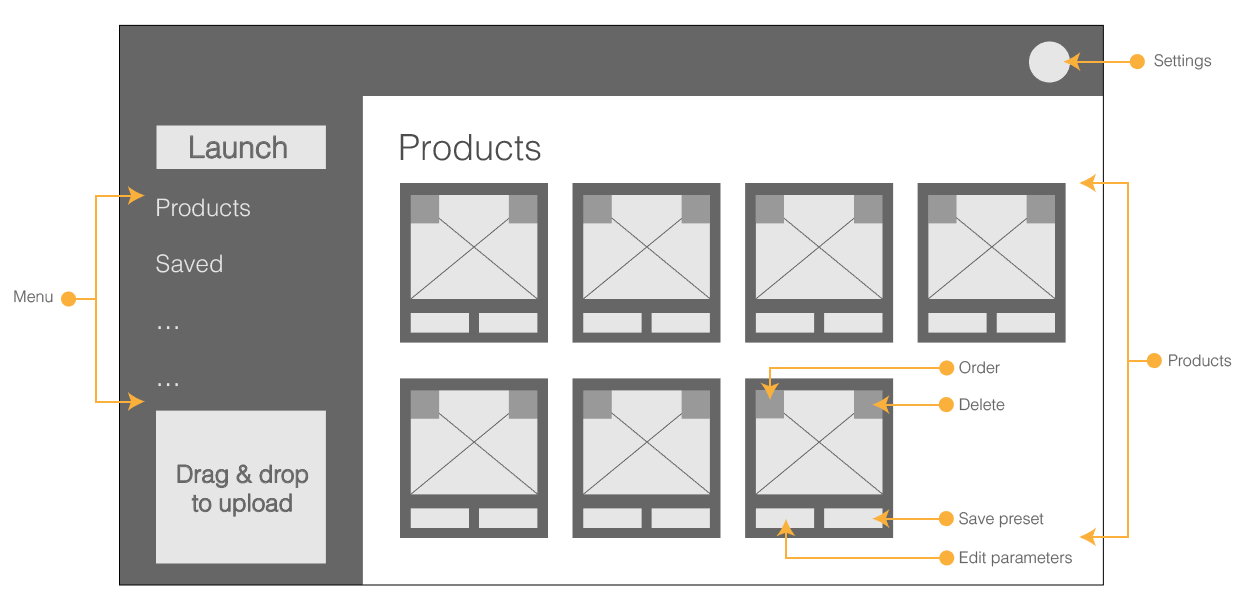 Settings
Launch
Products
Products
Saved
Menu
...
...
Products
Order
Delete
Drag & drop
to upload
Save preset
Edit parameters